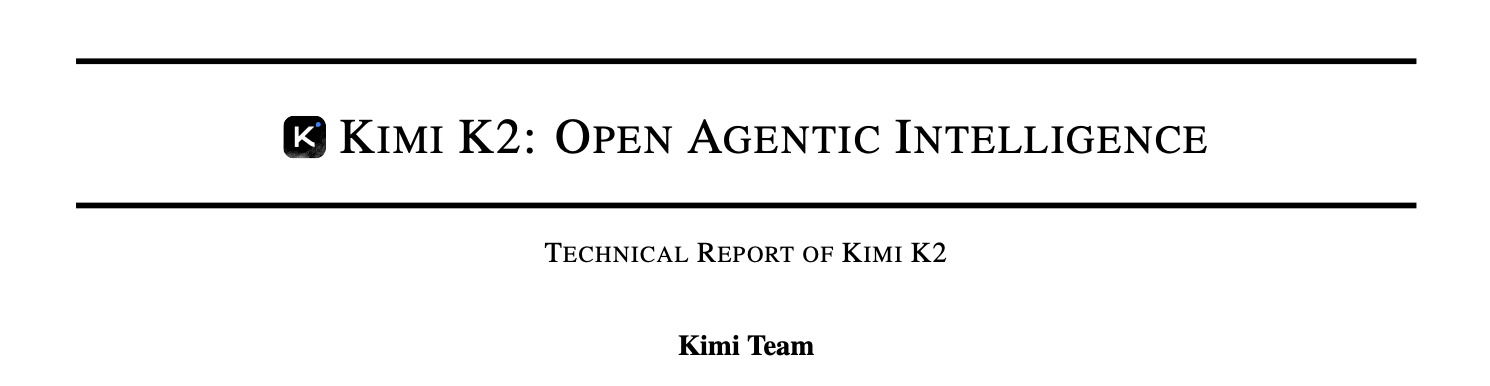 K KIMI K2: OPEN AGENTIC INTELLIGENCE
TECHNICAL REPORT OF KIMI K2
Kimi Team